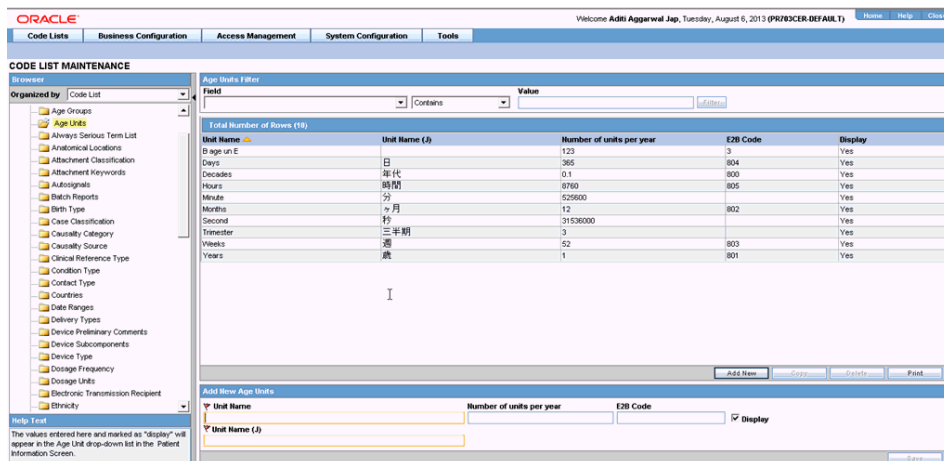 ORACLE
Welcome Aditi Aggarwal Jap, Tuesday, August 6, 2013 (PR703CER-DEFAULT)
Home Help Clos
Code Lists Business Configuration Access Management System Configuration Tools
CODE LIST MAINTENANCE
Browser
Organized by Code List
Age Groups
Age Units
Always Serious Term List
Anatomical Locations
Attachment Classification
Attachment Keywords
Autosignals
Batch Reports
Birth Type
Case Classification
Causality Category
Causality Source
Clinical Reference Type
Condition Type
Contact Type
Countries
Date Ranges
Delivery Types
Device Preliminary Comments
Device Subcomponents
Device Type
Dosage Frequency
Dosage Units
Electronic Transmission Recipient
Ethnicity
Help Text
The values entered here and marked as "display" will
appear in the Age Unit drop-down list in the Patient
Information Screen.
Age Units Filter
Field Value
Contains Filter
Total Number of Rows (10)
Unit Name Unit Name (J) Number of units per year E2B Code Display
B age un E 123 3 Yes
Days 日 365 804 Yes
Decades 年代 0.1 800 Yes
Hours 時間 8760 805 Yes
Minute 分 525600 Yes
Months ヶ月 12 802 Yes
Second 秒 31536000 Yes
Trimester 三半期 3 Yes
Weeks 週 52 803 Yes
Years 歳 1 801 Yes
Add New Copy Delete Print
Add New Age Units
Unit Name Number of units per year E2B Code
Display
Unit Name (J)
Save